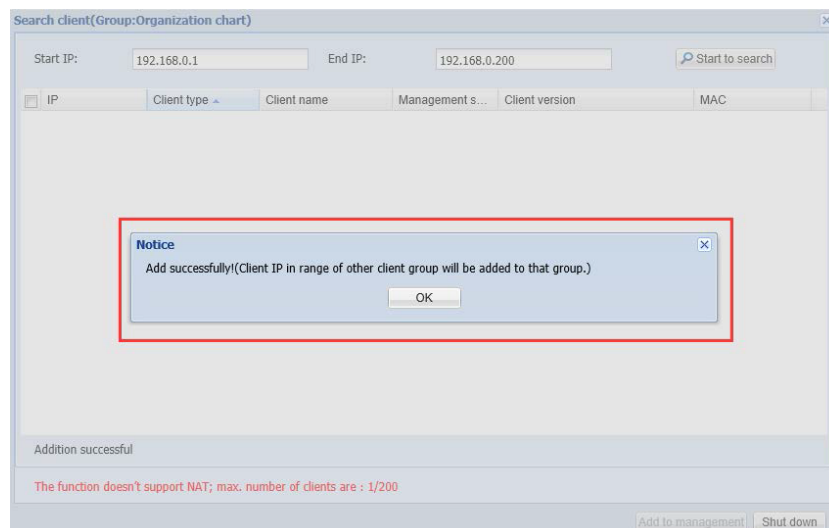 Search client(Group:Organization chart)
Start IP: 192.168.0.1 End IP: 192.168.0.200 Start to search
IP Client type Client name Management s... Client version MAC
Notice
Add successfully!(Client IP in range of other client group will be added to that group.)
OK
Addition successful
The function doesn't support NAT; max. number of clients are : 1/200
Add to management Shut down